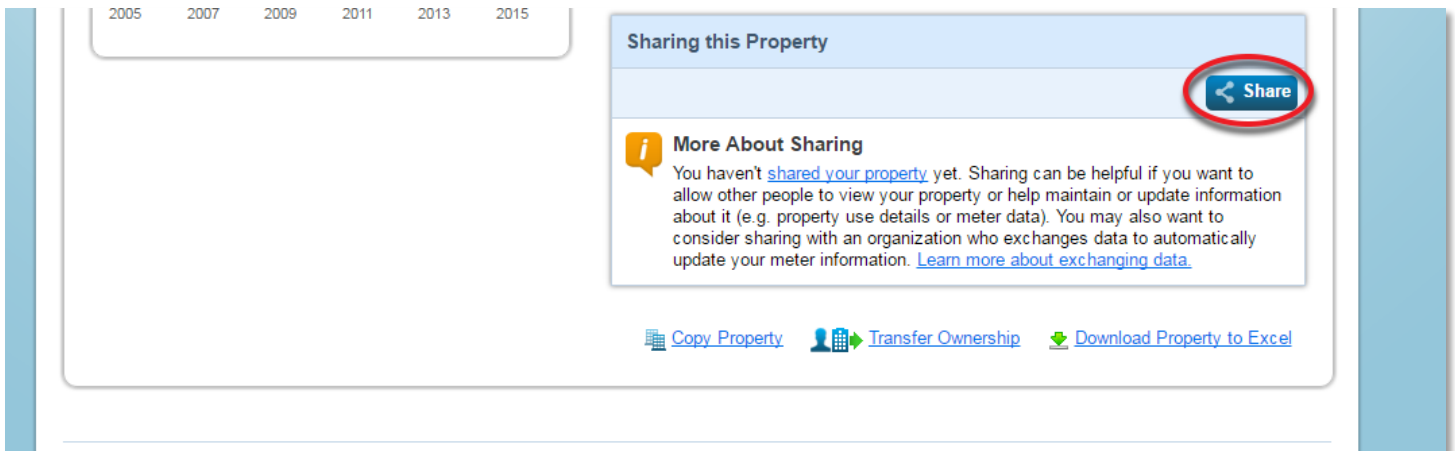 2005 2007 2009 2011 2013 2015
Sharing this Property
Share
i
More About Sharing
You haven't shared your property yet. Sharing can be helpful if you want to
allow other people to view your property or help maintain or update information
about it (e.g. property use details or meter data). You may also want to
consider sharing with an organization who exchanges data to automatically
update your meter information. Learn more about exchanging data.
Copy Property Transfer Ownership Download Property to Excel